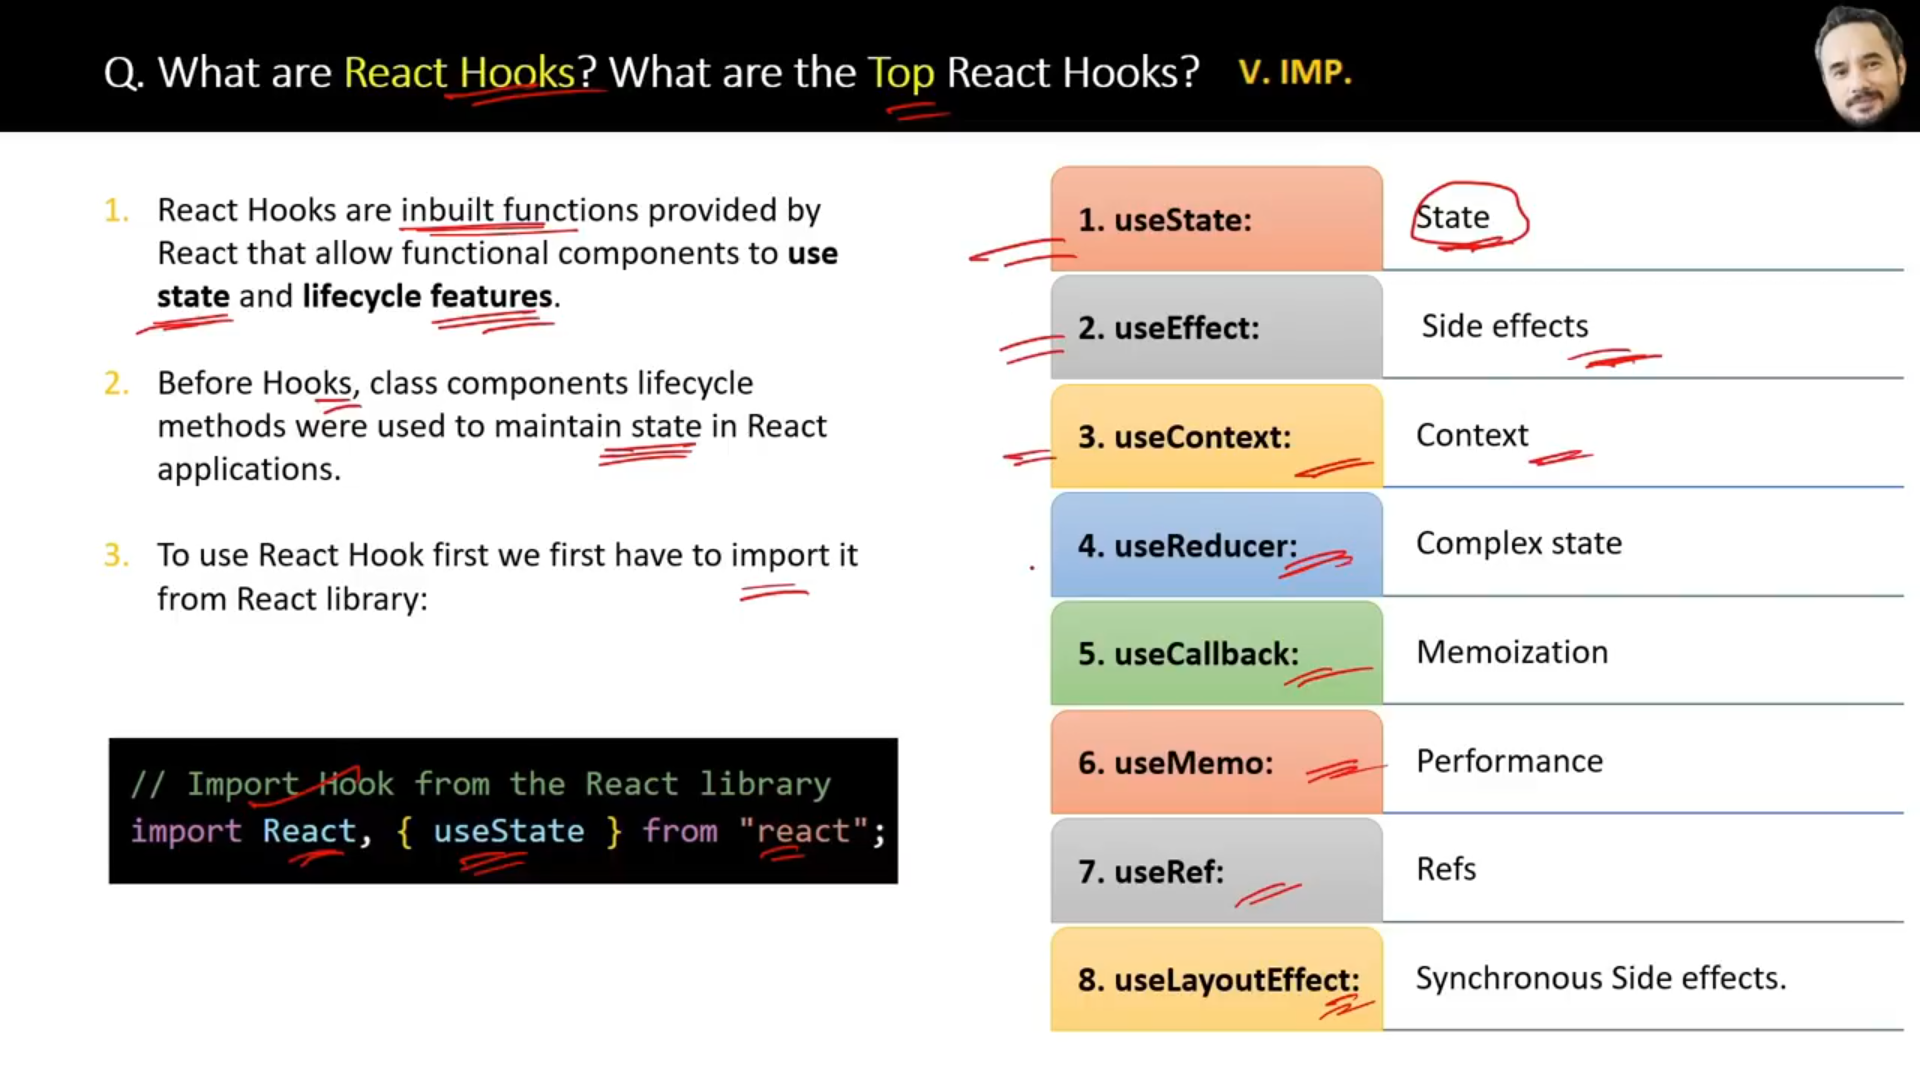 Q. What are React Hooks? What are the Top React Hooks? V. IMP.
1. React Hooks are inbuilt functions provided by
React that allow functional components to use
state and lifecycle features.
2. Before Hooks, class components lifecycle
methods were used to maintain state in React
applications.
3. To use React Hook first we first have to import it
from React library:
// Import Hook from the React library
import React, { useState } from "react";
1. useState: State
2. useEffect: Side effects
3. useContext: Context
4. useReducer: Complex state
5. useCallback: Memoization
6. useMemo: Performance
7. useRef: Refs
8. useLayoutEffect: Synchronous Side effects.